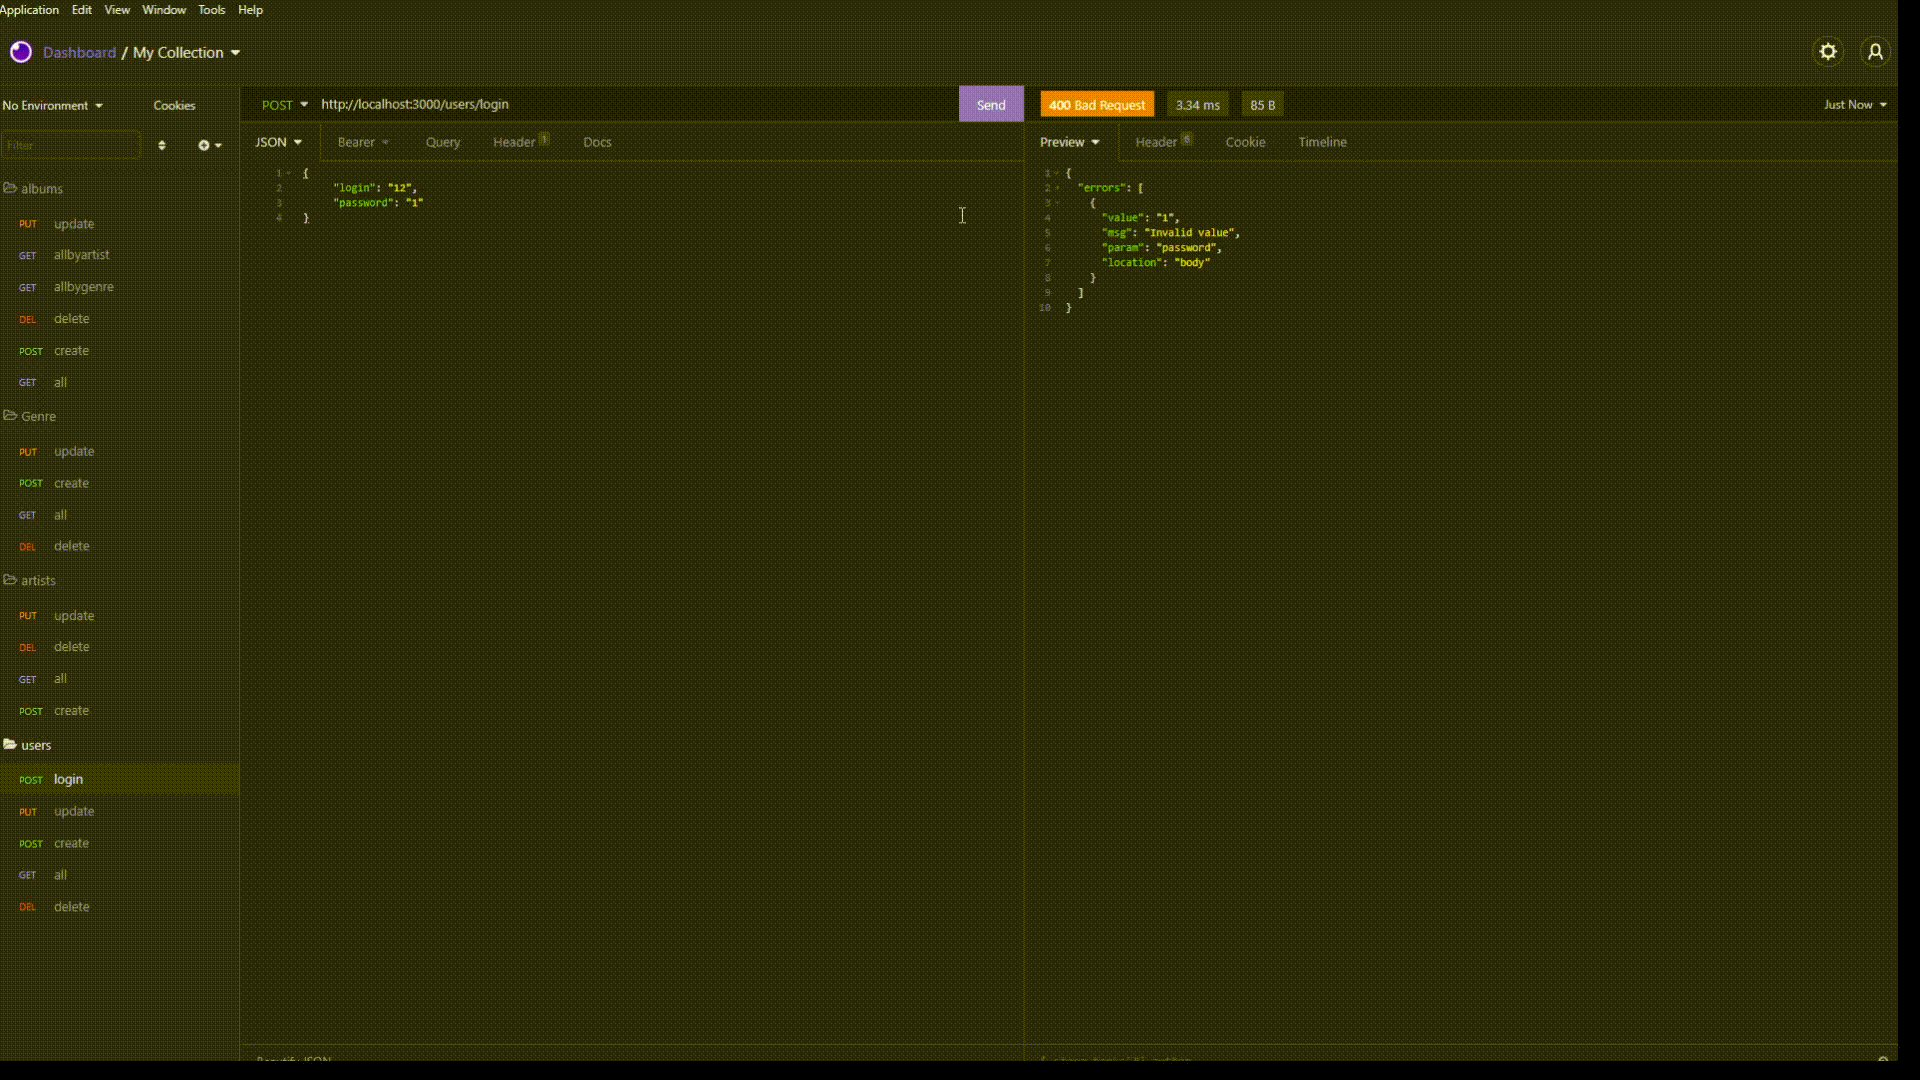 Application Edit View Window Tools Help
Dashboard / My Collection
No Environment Cookies
Filter
albums
PUT update
GET allbyartist
GET allbygenre
DEL delete
POST create
GET all
Genre
PUT update
POST create
GET all
DEL delete
artists
PUT update
DEL delete
GET all
POST create
users
POST login
PUT update
POST create
GET all
DEL delete
POST http://localhost:3000/users/login Send
JSON Bearer Query Header 1 Docs
1 {
2 "login": "12",
3 "password": "1"
4 }
Beautify JSON
400 Bad Request 3.34 ms 85 B Just Now
Preview Header 6 Cookie Timeline
1 {
2 "errors": [
3 {
4 "value": "1",
5 "msg": "Invalid value",
6 "param": "password",
7 "location": "body"
8 }
9 ]
10 }